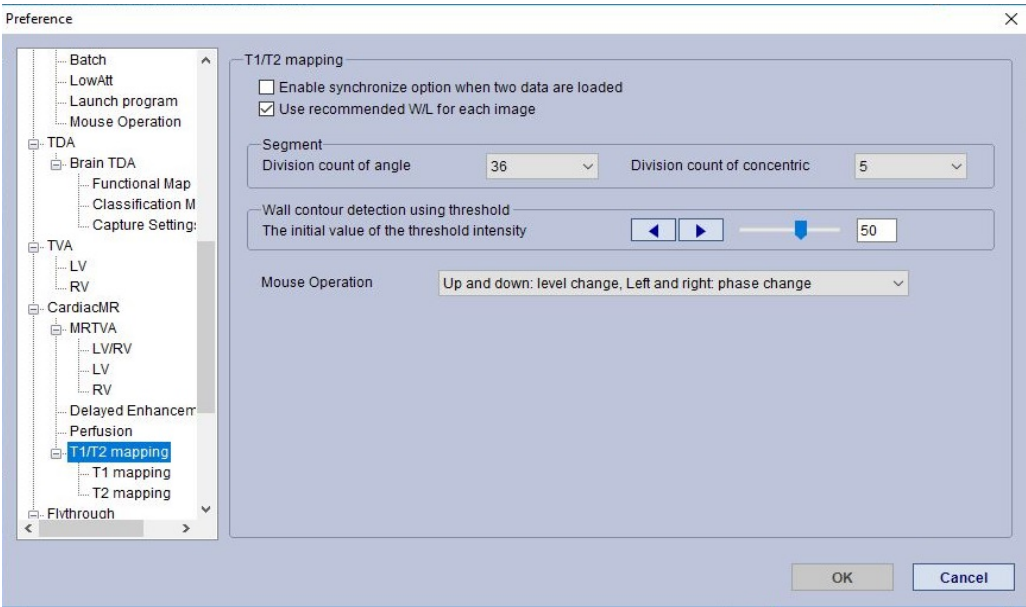 Preference
Batch
LowAtt
Launch program
Mouse Operation
TDA
Brain TDA
Functional Map
Classification M
Capture Setting
TVA
LV
RV
CardiacMR
MRTVA
LV/RV
LV
RV
Delayed Enhancem
Perfusion
T1/T2 mapping
T1 mapping
T2 mapping
Flythrough
T1/T2 mapping
Enable synchronize option when two data are loaded
Use recommended W/L for each image
Segment
Division count of angle 36 Division count of concentric 5
Wall contour detection using threshold
The initial value of the threshold intensity 50
Mouse Operation Up and down: level change, Left and right: phase change
OK Cancel